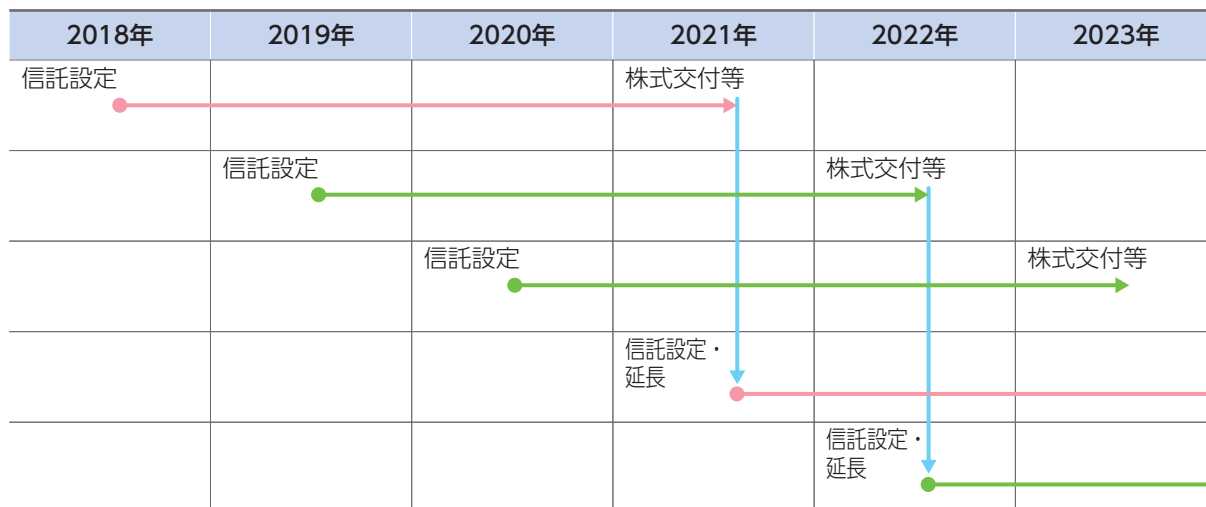 2018年 2019年 2020年 2021年 2022年 2023年
信託設定 株式交付等
信託設定 株式交付等
信託設定 株式交付等
信託設定・
延長
信託設定・
延長